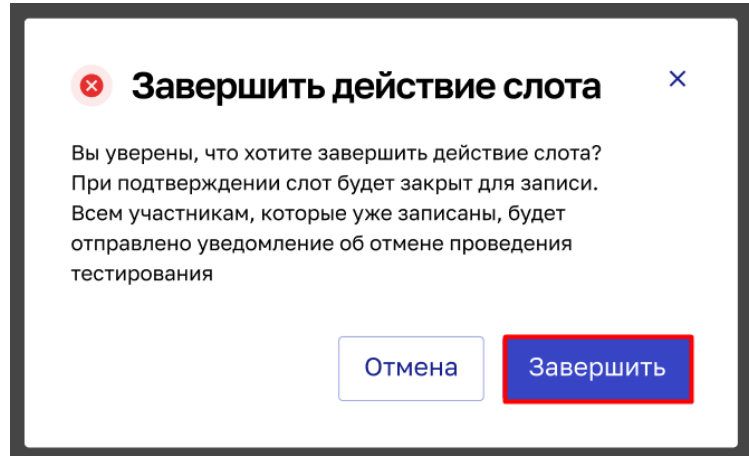 Завершить действие слота
Вы уверены, что хотите завершить действие слота?
При подтверждении слот будет закрыт для записи.
Всем участникам, которые уже записаны, будет
отправлено уведомление об отмене проведения
тестирования
Отмена
Завершить